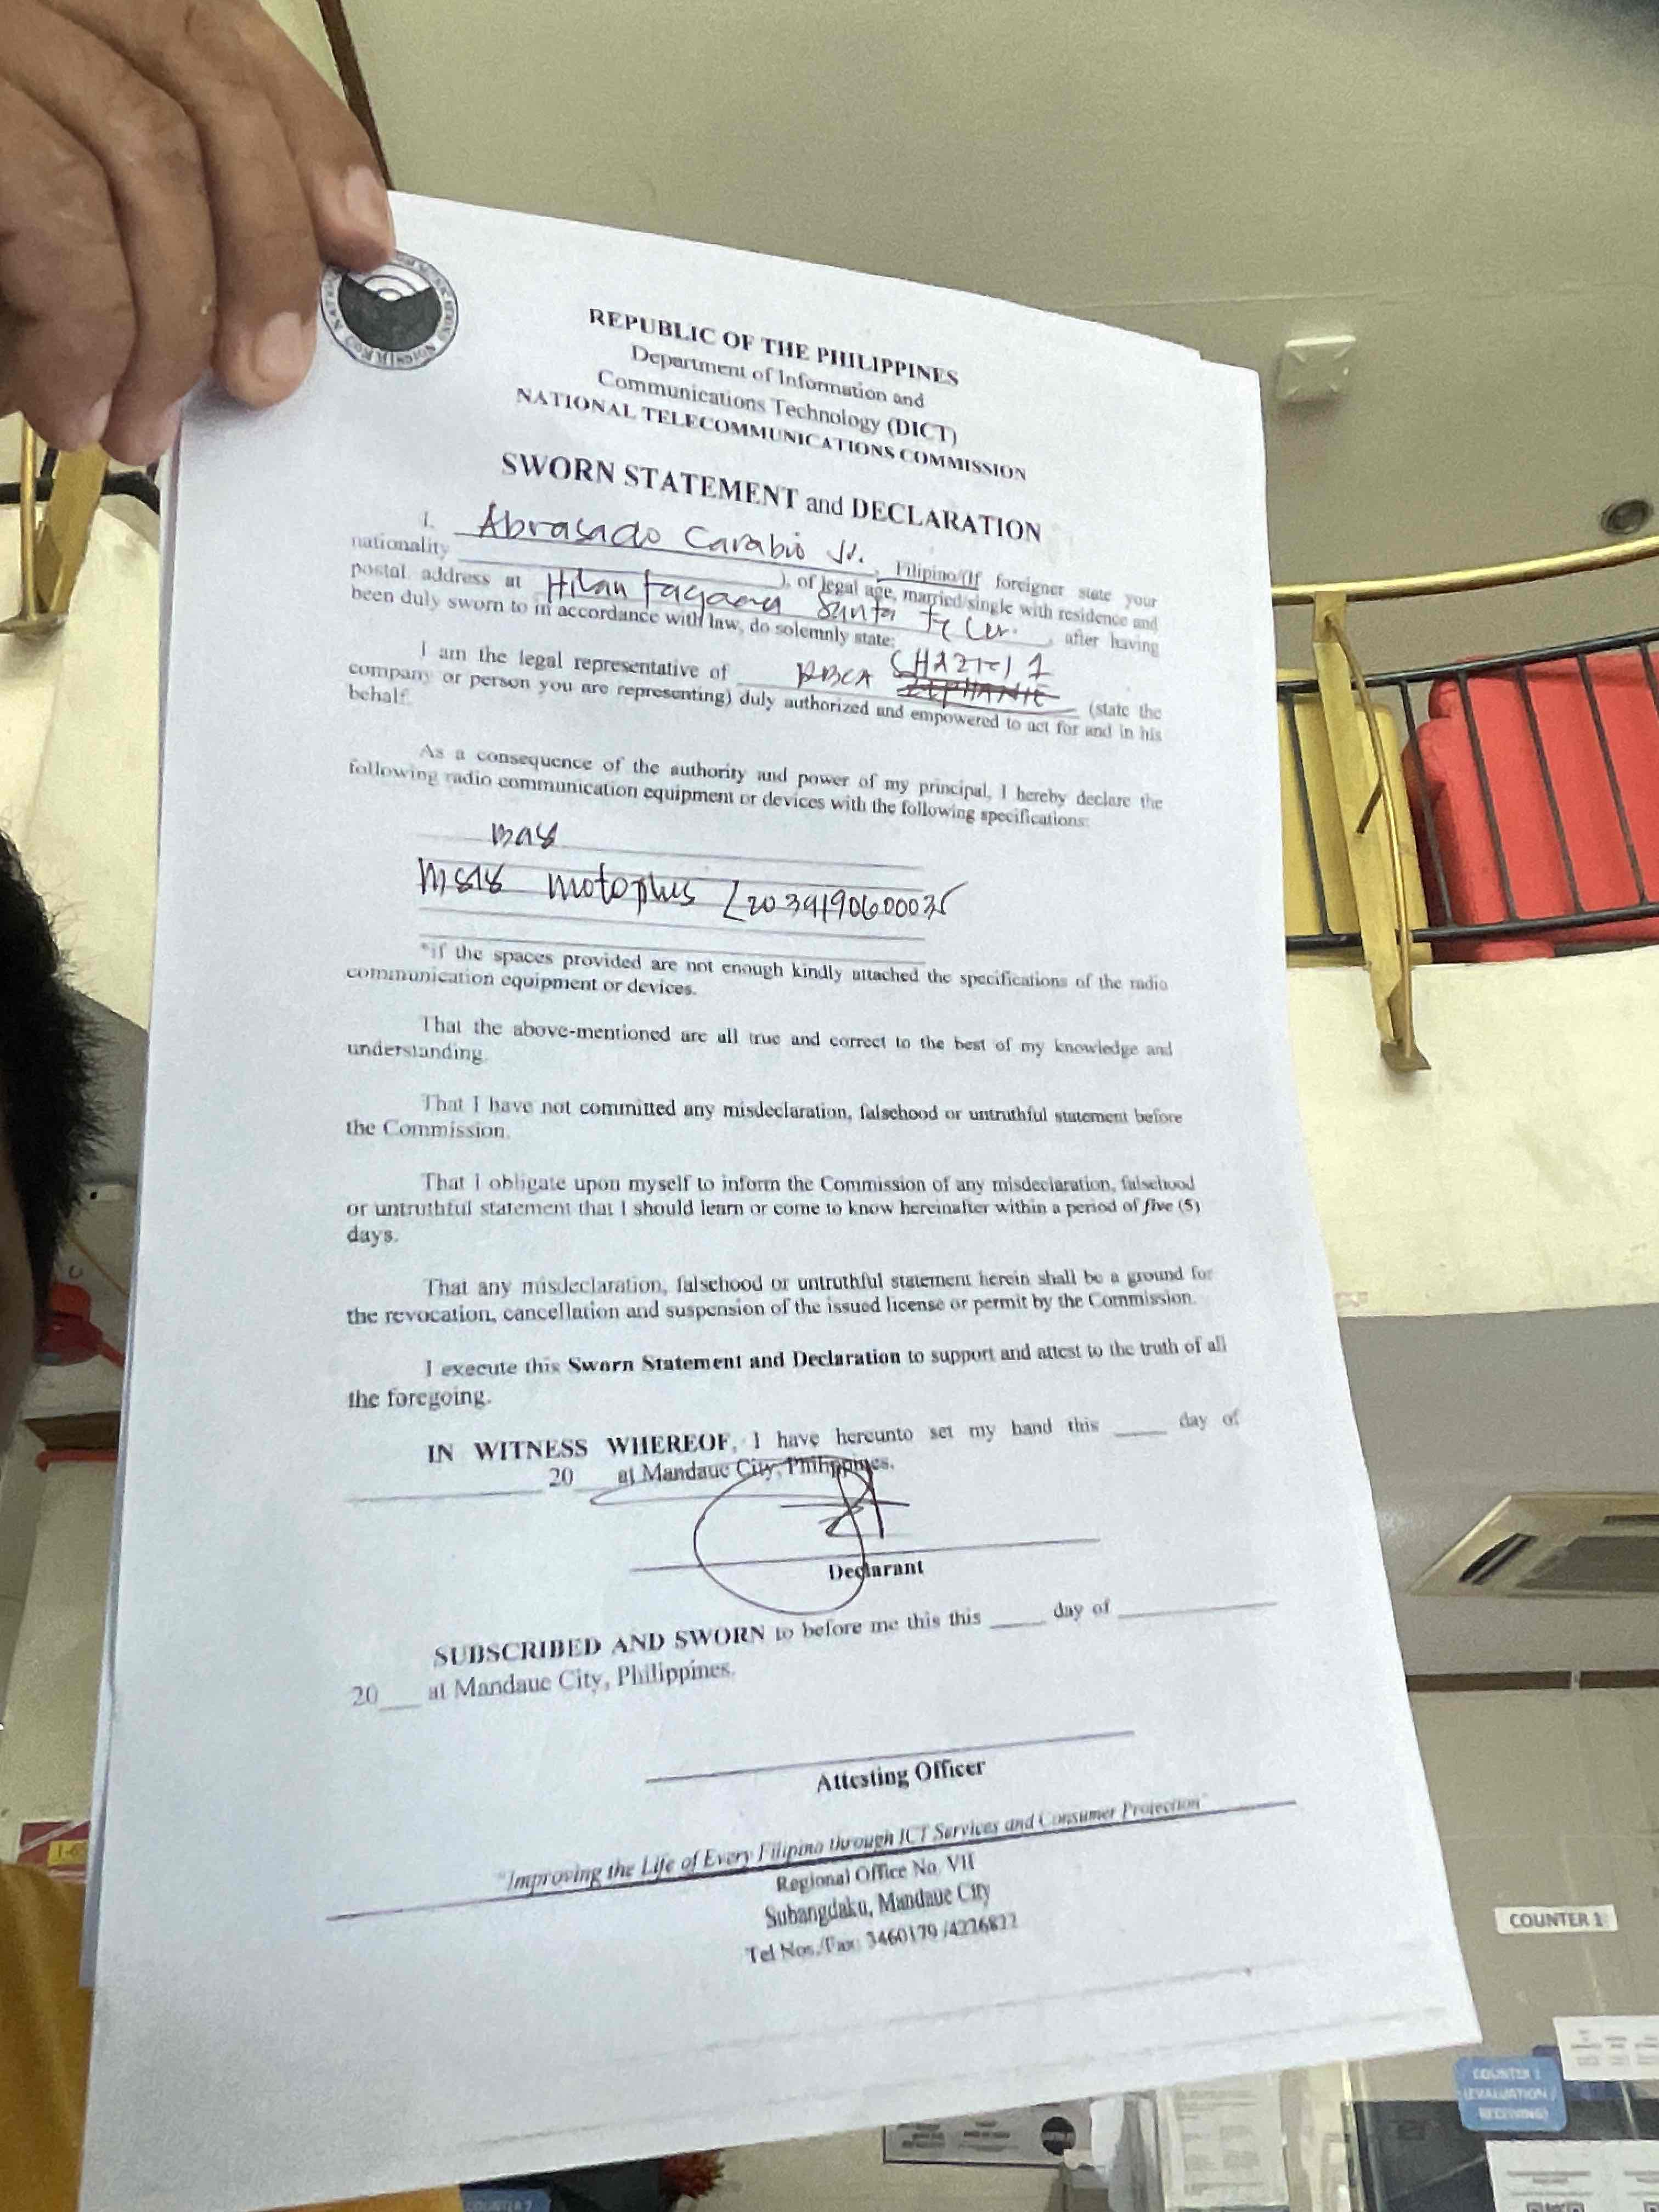 REPUBLIC OF THE PHILIPPINES
Department of Information and
Communications Technology (DICT)
NATIONAL TELECOMMUNICATIONS COMMISSION
SWORN STATEMENT and DECLARATION
I, Abrasado Carabio Jr., Filipino/(If foreigner state your
nationality ), of legal age, married/single with residence and
postal address at Hilan tagaang Santa Fe , after having
been duly sworn to in accordance with law, do solemnly state:
I am the legal representative of RBCA
company or person you are representing) duly authorized and empowered to act for and in his (state the
behalf.
As a consequence of the authority and power of my principal, I hereby declare the
following radio communication equipment or devices with the following specifications:
motoplus
*if the spaces provided are not enough kindly attached the specifications of the radio
communication equipment or devices.
That the above-mentioned are all true and correct to the best of my knowledge and
understanding.
That I have not committed any misdeclaration, falsehood or untruthful statement before
the Commission.
That I obligate upon myself to inform the Commission of any misdeclaration, falsehood
or untruthful statement that I should learn or come to know hereinafter within a period of five (5)
days.
That any misdeclaration, falsehood or untruthful statement herein shall be a ground for
the revocation, cancellation and suspension of the issued license or permit by the Commission.
I execute this Sworn Statement and Declaration to support and attest to the truth of all
the foregoing.
IN WITNESS WHEREOF, I have hereunto set my hand this ____ day of
____ 20__ at Mandaue City, Philippines.
Declarant
SUBSCRIBED AND SWORN to before me this this ____ day of ____
20___ at Mandaue City, Philippines.
Attesting Officer
"Improving the Life of Every Filipino through ICT Services and Consumer Protection"
Regional Office No. VII
Subangdaku, Mandaue City
Tel Nos./Fax: 3460179 /4226822
COUNTER 1
COUNTER 1
(EVALUATION /
RECEIVING)
COUNTER 7